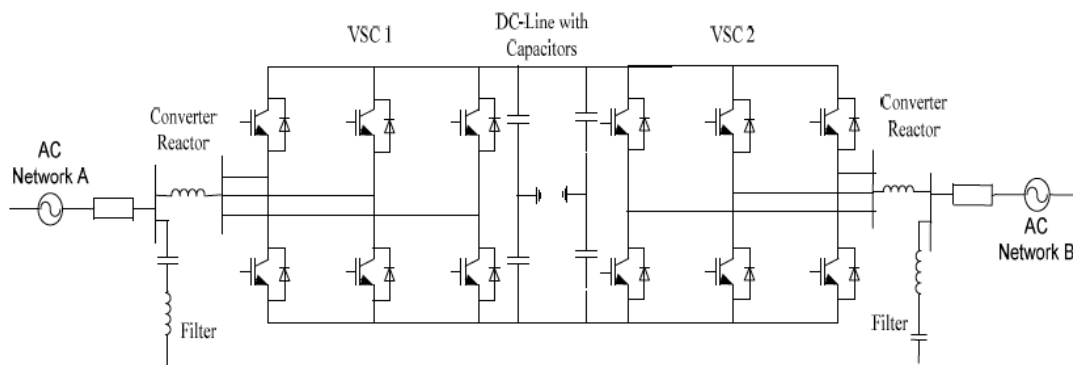 VSC 1
DC-Line with
Capacitors
VSC 2
Converter
Reactor
Converter
Reactor
AC
Network A
AC
Network B
Filter
Filter